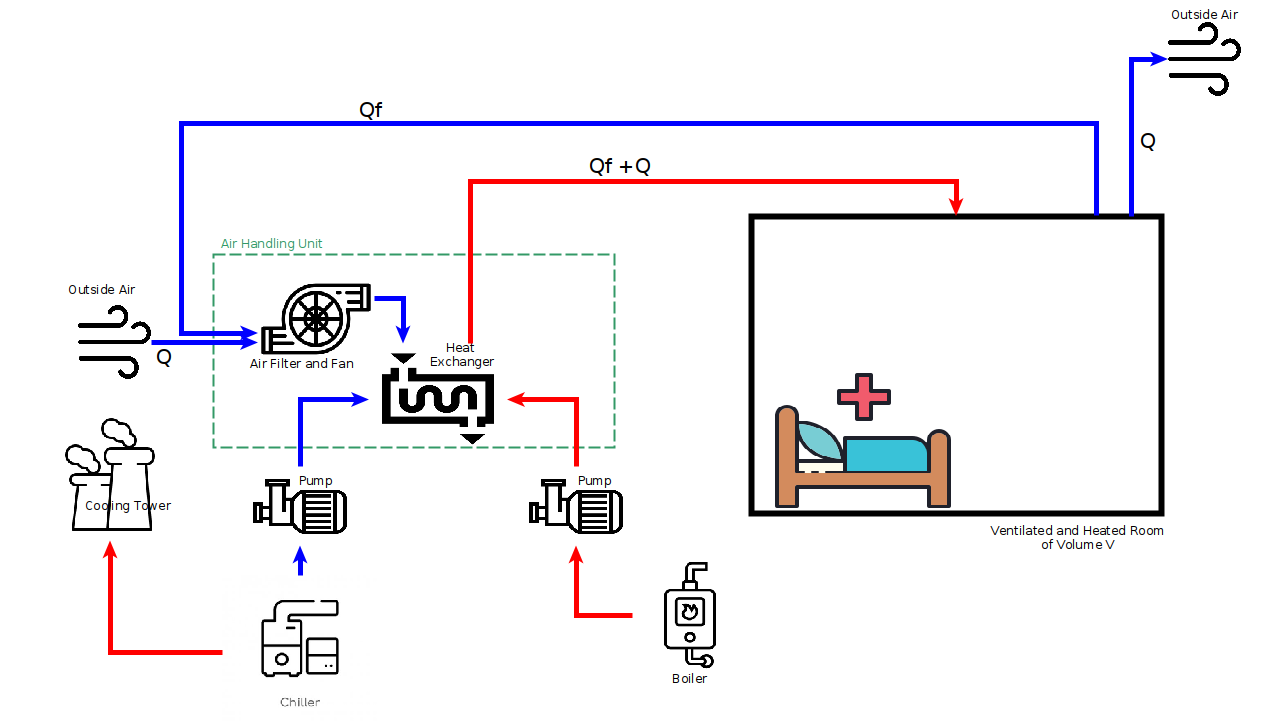 Outside Air
Qf
Q
Qf +Q
Air Handling Unit
Outside Air
Q
Air Filter and Fan
Heat
Exchanger
Pump
Pump
Cooling Tower
Ventilated and Heated Room
of Volume V
Boiler
Chiller